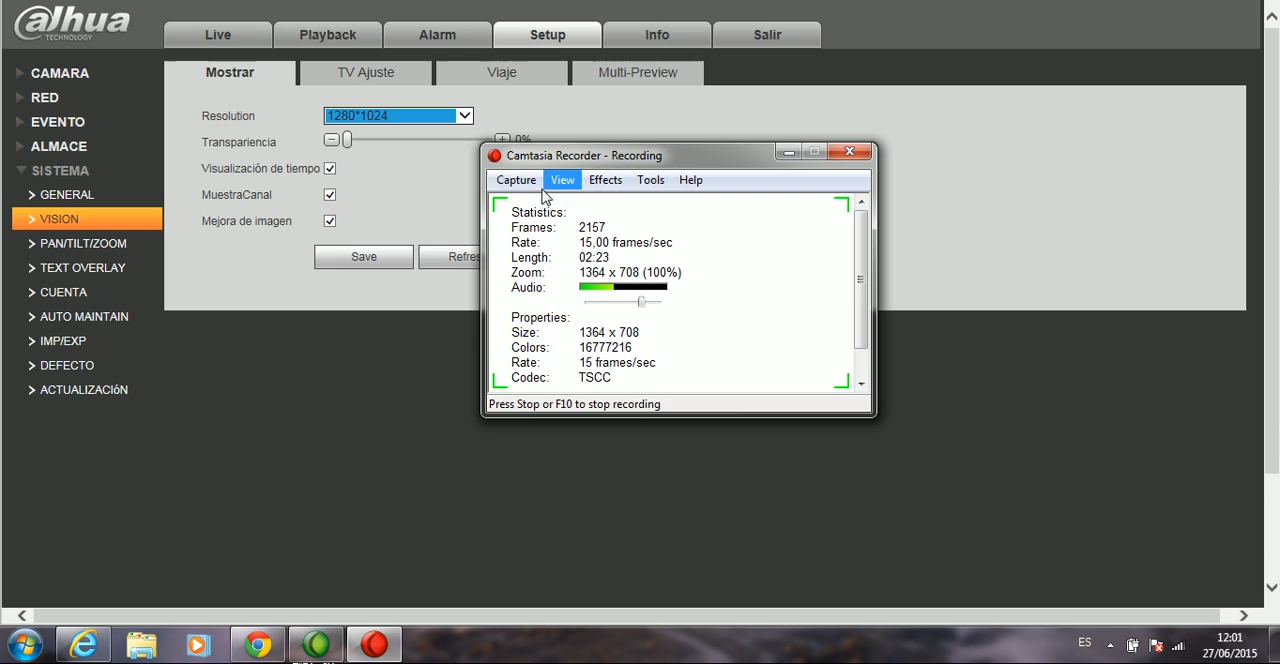 alhua
TECHNOLOGY
Live
Playback
Alarm
Setup
Info
Salir
CAMARA
RED
EVENTO
ALMACE
SISTEMA
> GENERAL
> VISION
> PAN/TILT/ZOOM
> TEXT OVERLAY
> CUENTA
> AUTO MAINTAIN
> IMP/EXP
> DEFECTO
> ACTUALIZACIóN
Mostrar
TV Ajuste
Viaje
Multi-Preview
Resolution
1280*1024
Transpariencia
0%
Visualización de tiempo
MuestraCanal
Mejora de imagen
Save
Refres
Camtasia Recorder - Recording
Capture
View
Effects
Tools
Help
Statistics:
Frames: 2157
Rate: 15,00 frames/sec
Length: 02:23
Zoom: 1364 x 708 (100%)
Audio:
Properties:
Size: 1364 x 708
Colors: 16777216
Rate: 15 frames/sec
Codec: TSCC
Press Stop or F10 to stop recording
ES
12:01
27/06/2015